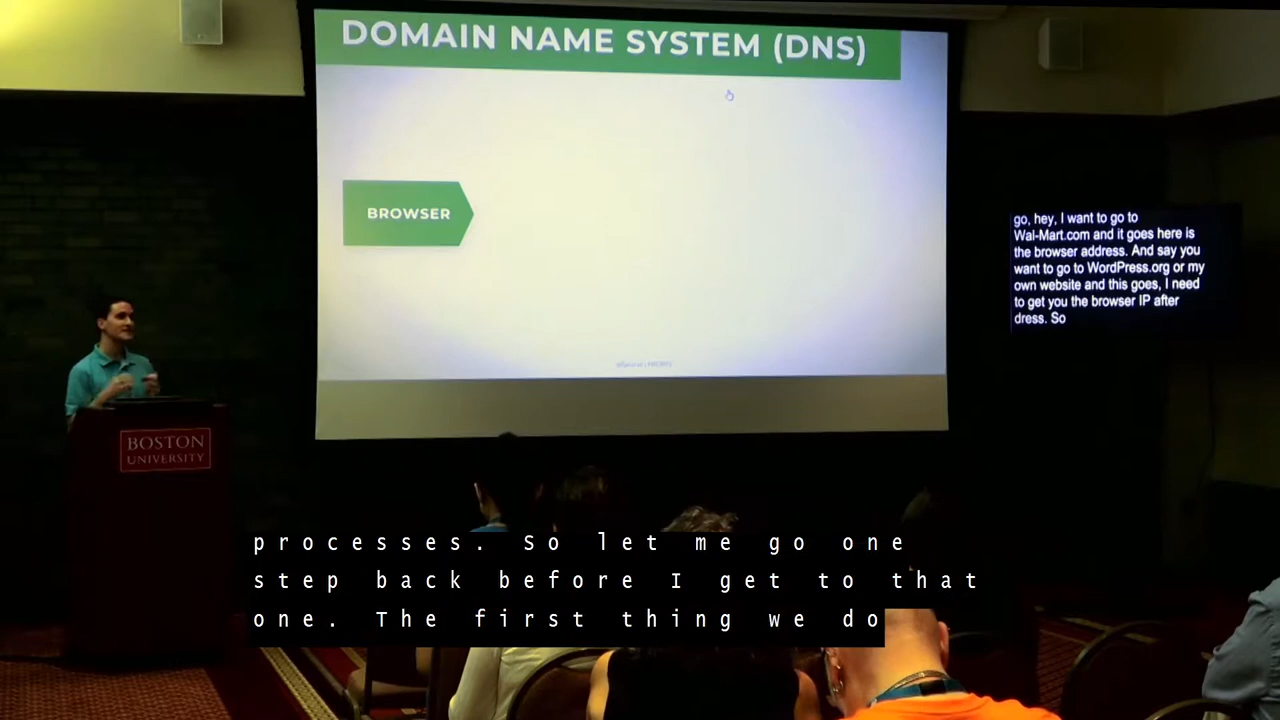 DOMAIN NAME SYSTEM (DNS)
BROWSER
go, hey, I want to go to
Wal-Mart.com and it goes here is
the browser address. And say you
want to go to WordPress.org or my
own website and this goes, I need
to get you the browser IP after
dress. So
BOSTON
UNIVERSITY
processes. So let me go one
step back before I get to that
one. The first thing we do